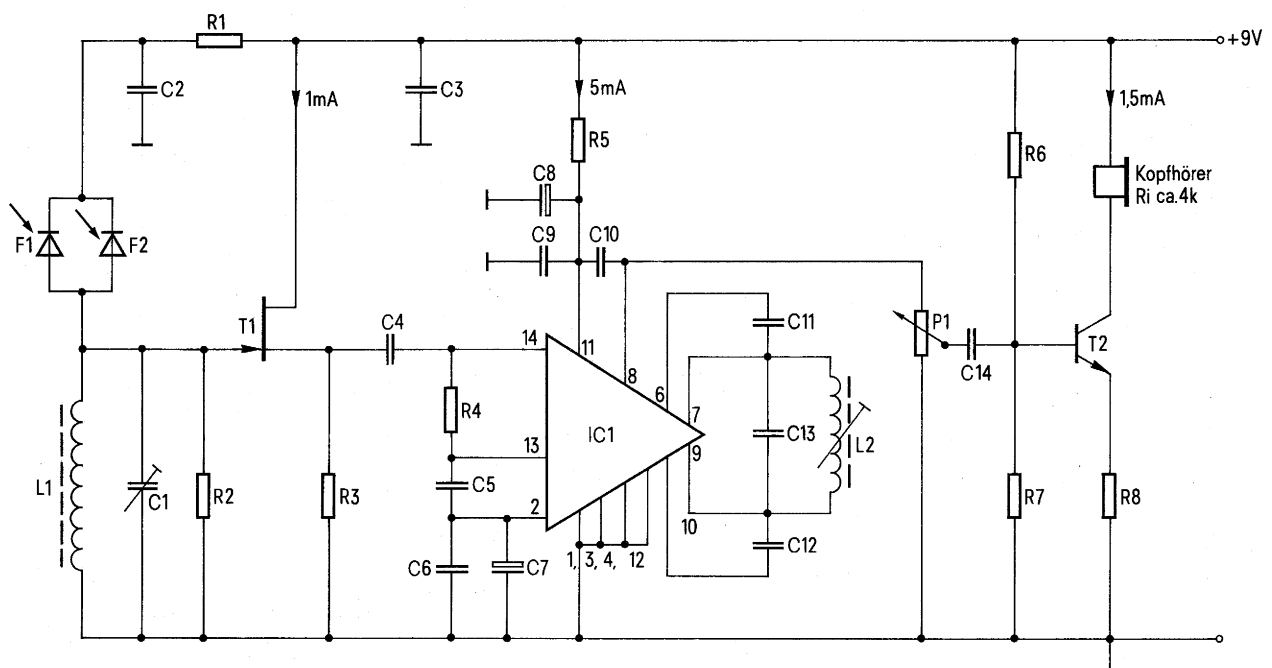 R1
+9V
C2
1mA
C3
5mA
1,5mA
R5
R6
Kopfhörer
Ri ca.4k
C8
F1
F2
C9
C10
T1
C4
14
11
8
6
C11
P1
C14
T2
R4
IC1
7
C13
L2
13
9
L1
C1
R2
R3
C5
2
10
R7
R8
C6
C7
1, 3, 4, 12
C12